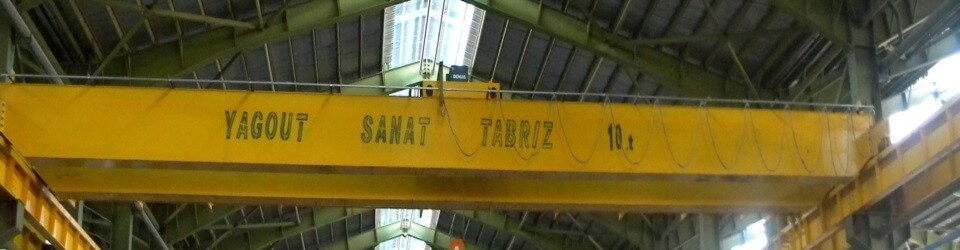 YAGOUT SANAT TABRIZ 10.t